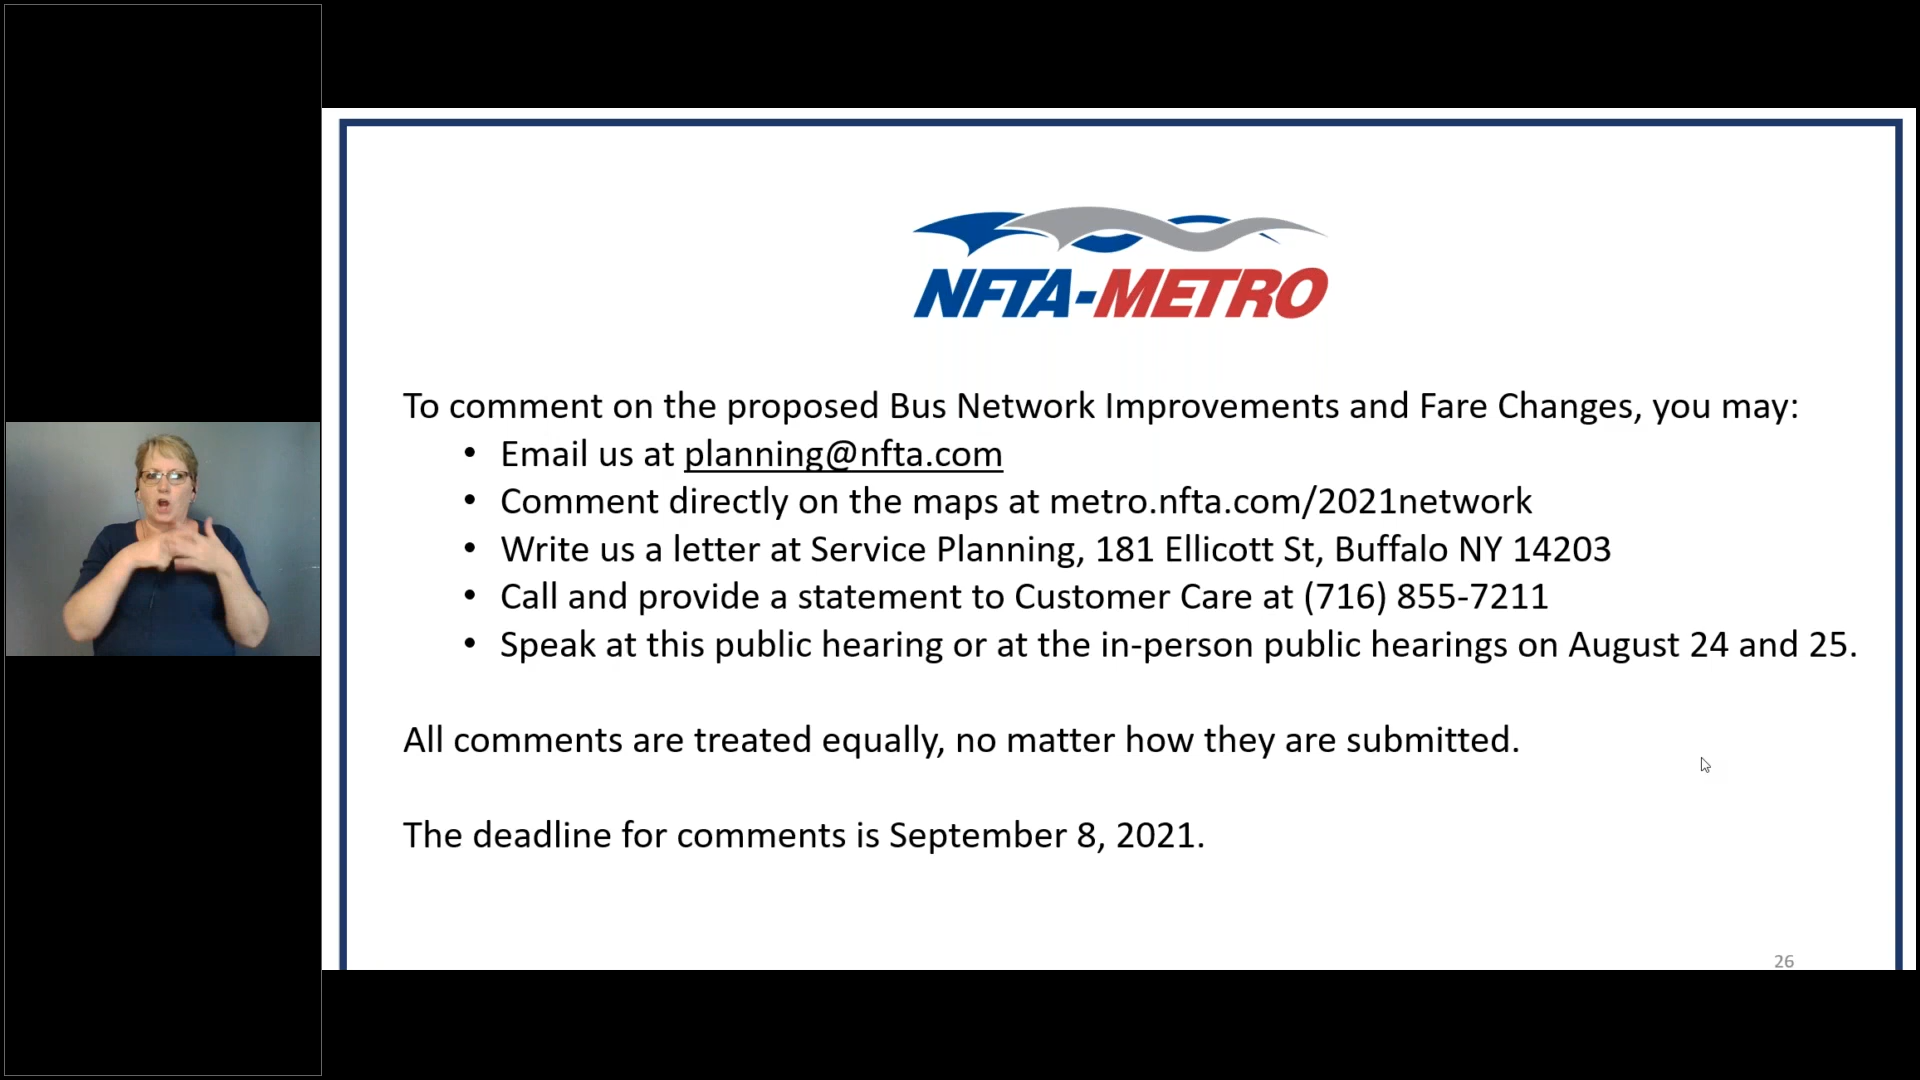 NFTA-METRO
To comment on the proposed Bus Network Improvements and Fare Changes, you may:
• Email us at planning@nfta.com
• Comment directly on the maps at metro.nfta.com/2021network
• Write us a letter at Service Planning, 181 Ellicott St, Buffalo NY 14203
• Call and provide a statement to Customer Care at (716) 855-7211
• Speak at this public hearing or at the in-person public hearings on August 24 and 25.
All comments are treated equally, no matter how they are submitted.
The deadline for comments is September 8, 2021.
26